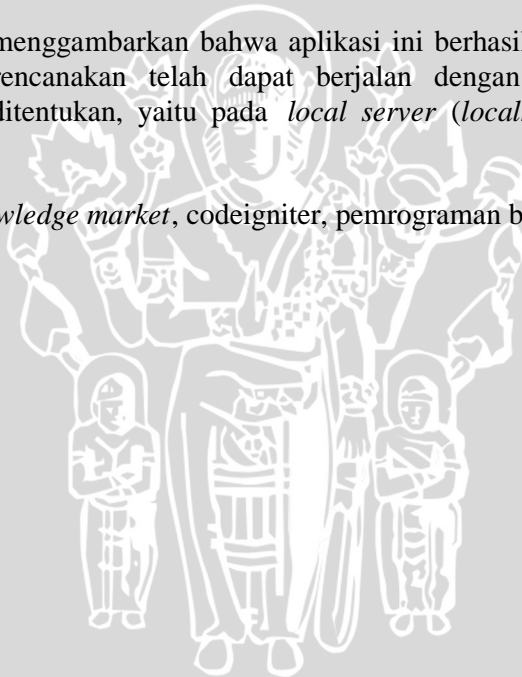 menggambarkan bahwa aplikasi ini berhasil
rencanakan telah dapat berjalan dengan
ditentukan, yaitu pada local server (local
wledge market, codeigniter, pemrograman b